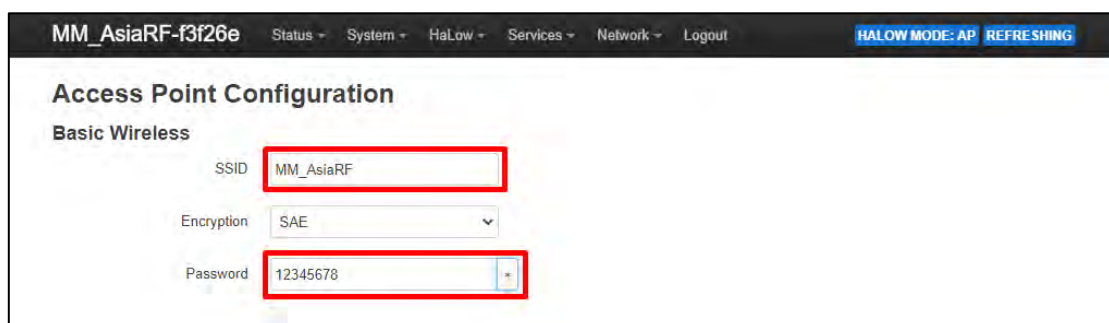 MM_AsiaRF-f3f26e Status System HaLow Services Network Logout HALOW MODE: AP REFRESHING
Access Point Configuration
Basic Wireless
SSID MM_AsiaRF
Encryption SAE
Password 12345678 *